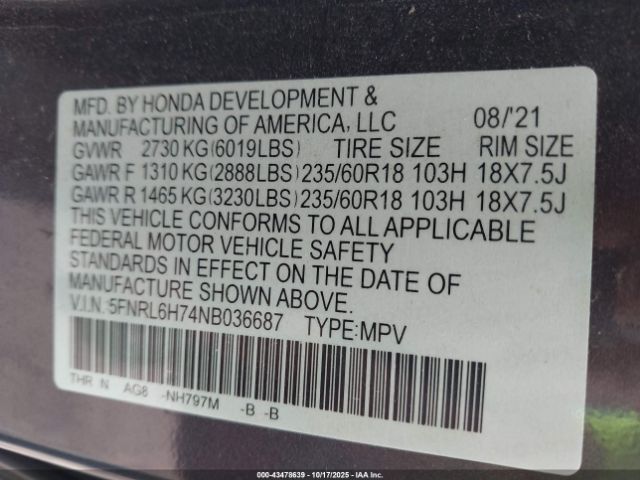 MFD. BY HONDA DEVELOPMENT &
MANUFACTURING OF AMERICA, LLC 08/'21
GVWR 2730 KG(6019LBS) TIRE SIZE RIM SIZE
GAWR F 1310 KG(2888LBS)235/60R18 103H 18X7.5J
GAWR R 1465 KG(3230LBS)235/60R18 103H 18X7.5J
THIS VEHICLE CONFORMS TO ALL APPLICABLE
FEDERAL MOTOR VEHICLE SAFETY
STANDARDS IN EFFECT ON THE DATE OF
MANUFACTURE SHOWN ABOVE.
V.I.N.:5FNRL6H74NB036687 TYPE:MPV
THR N AG8 -NH797M -B -B
000-43478639 - 10/17/2025 - IAA Inc.